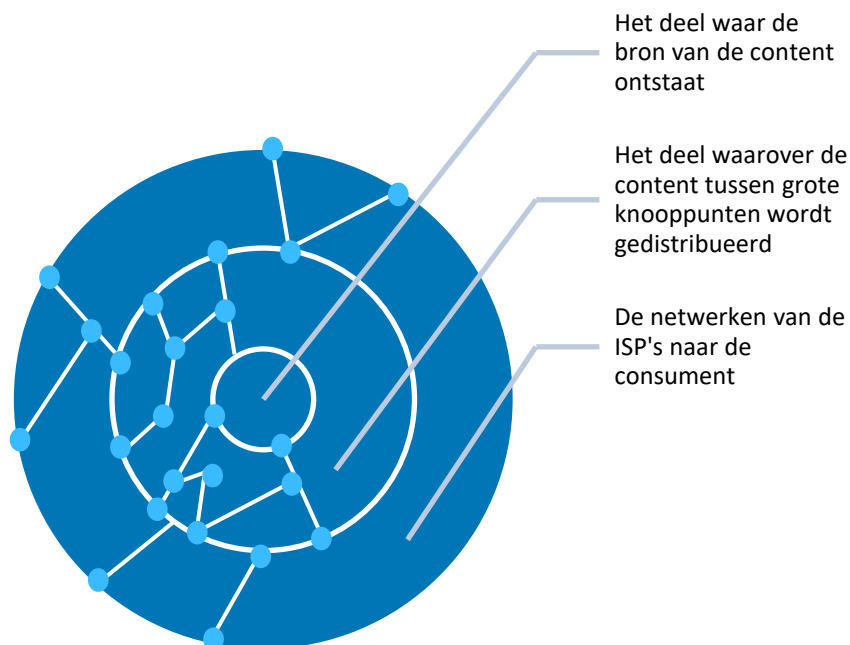 Het deel waar de
bron van de content
ontstaat
Het deel waarover de
content tussen grote
knooppunten wordt
gedistribueerd
De netwerken van de
ISP's naar de
consument